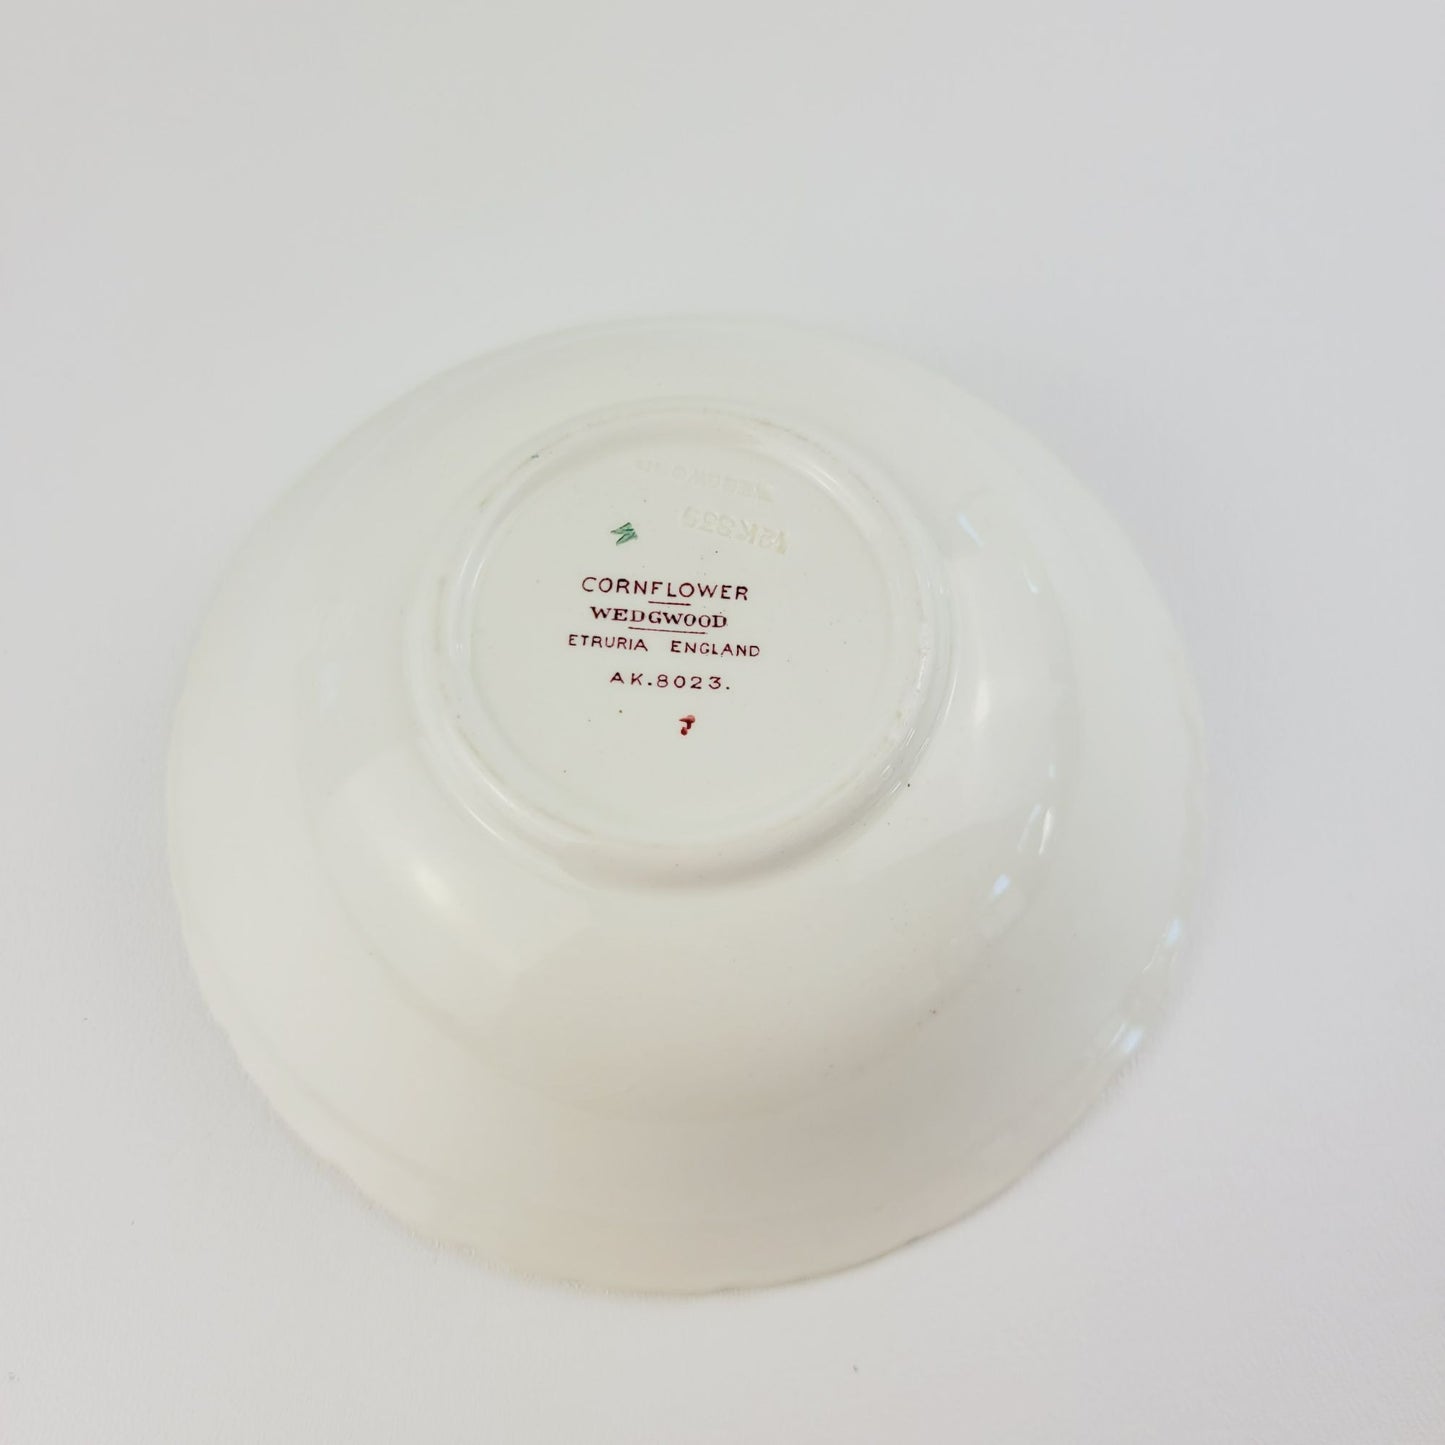 CORNFLOWER
WEDGWOOD
ETRURIA ENGLAND
AK.8023.